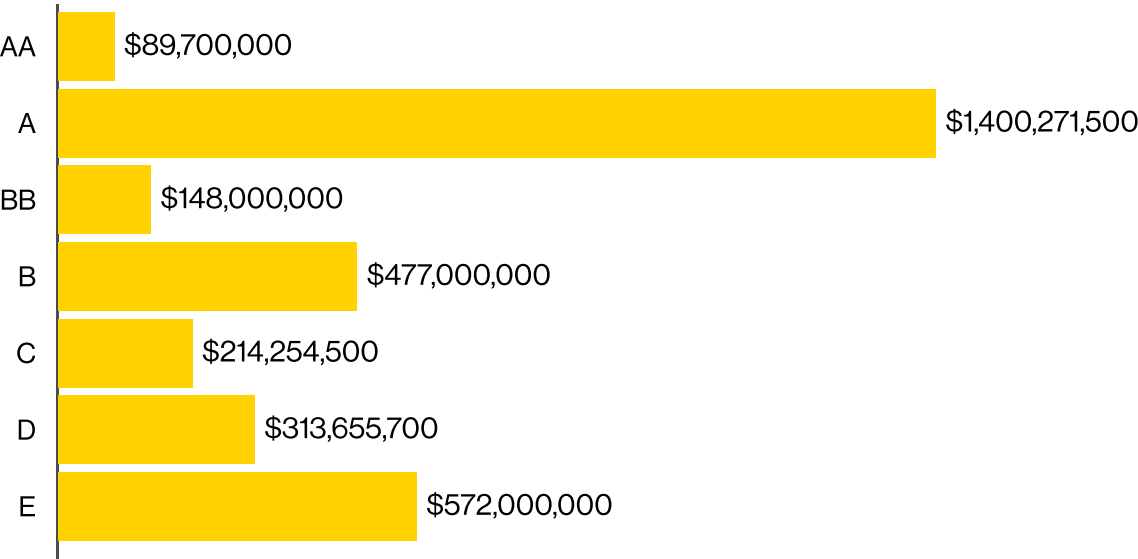 AA $89,700,000
A $1,400,271,500
BB $148,000,000
B $477,000,000
C $214,254,500
D $313,655,700
E $572,000,000